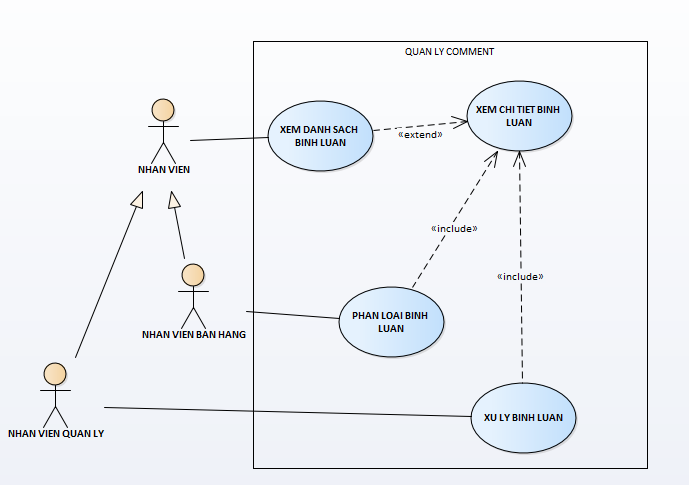 QUAN LY COMMENT
XEM DANH SACH
BINH LUAN
XEM CHI TIET BINH
LUAN
«extend»
NHAN VIEN
«include»
«include»
NHAN VIEN BAN HANG
PHAN LOAI BINH
LUAN
NHAN VIEN QUAN LY
XU LY BINH LUAN